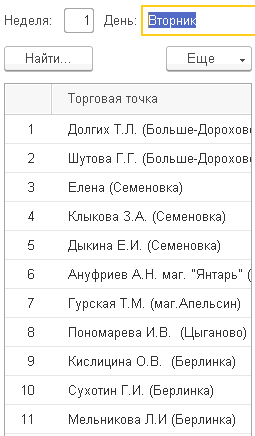 Неделя: 1 День: Вторник
Найти... Еще
Торговая точка
1 Долгих Т.Л. (Больше-Дорохово
2 Шутова Г.Г. (Больше-Дорохово
3 Елена (Семеновка)
4 Клыкова З.А. (Семеновка)
5 Дыкина Е.И. (Семеновка)
6 Ануфриев А.Н. маг. "Янтарь" (
7 Гурская Т.М. (маг.Апельсин)
8 Пономарева И.В. (Цыганово)
9 Кислицина О.В. (Берлинка)
10 Сухотин Г.И. (Берлинка)
11 Мельникова Л.И (Берлинка)